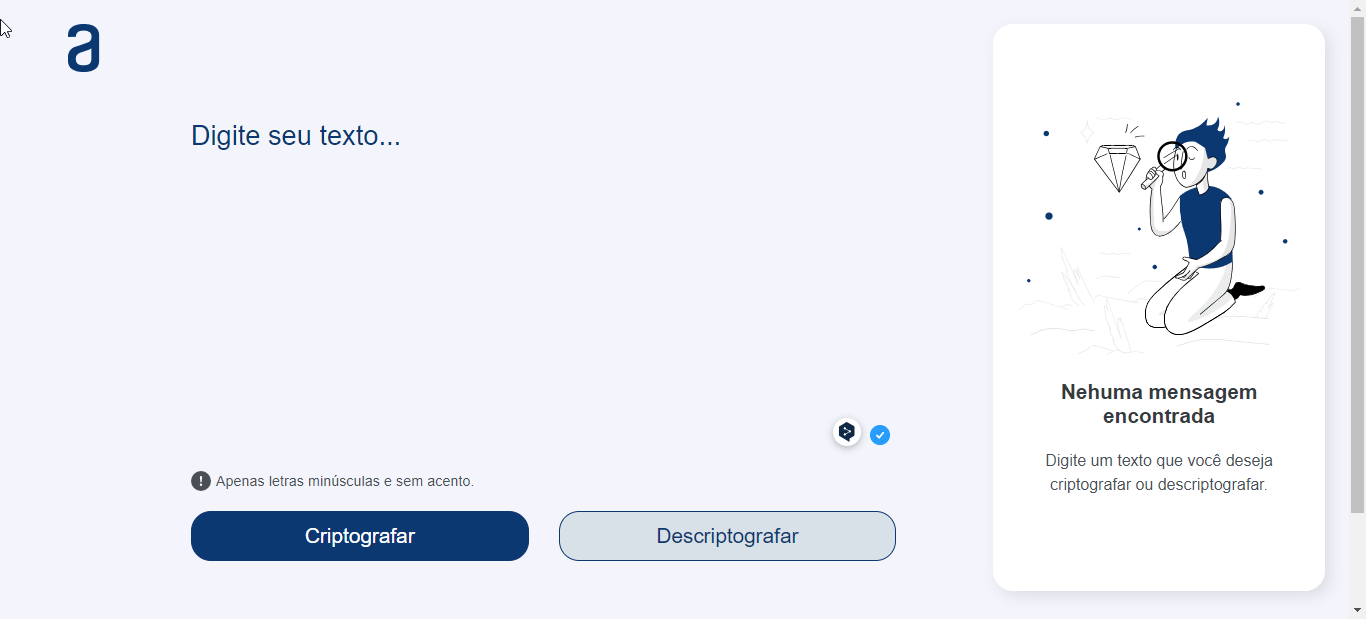 a
Digite seu texto...
! Apenas letras minúsculas e sem acento.
Criptografar
Descriptografar
Nehuma mensagem
encontrada
Digite um texto que você deseja
criptografar ou descriptografar.